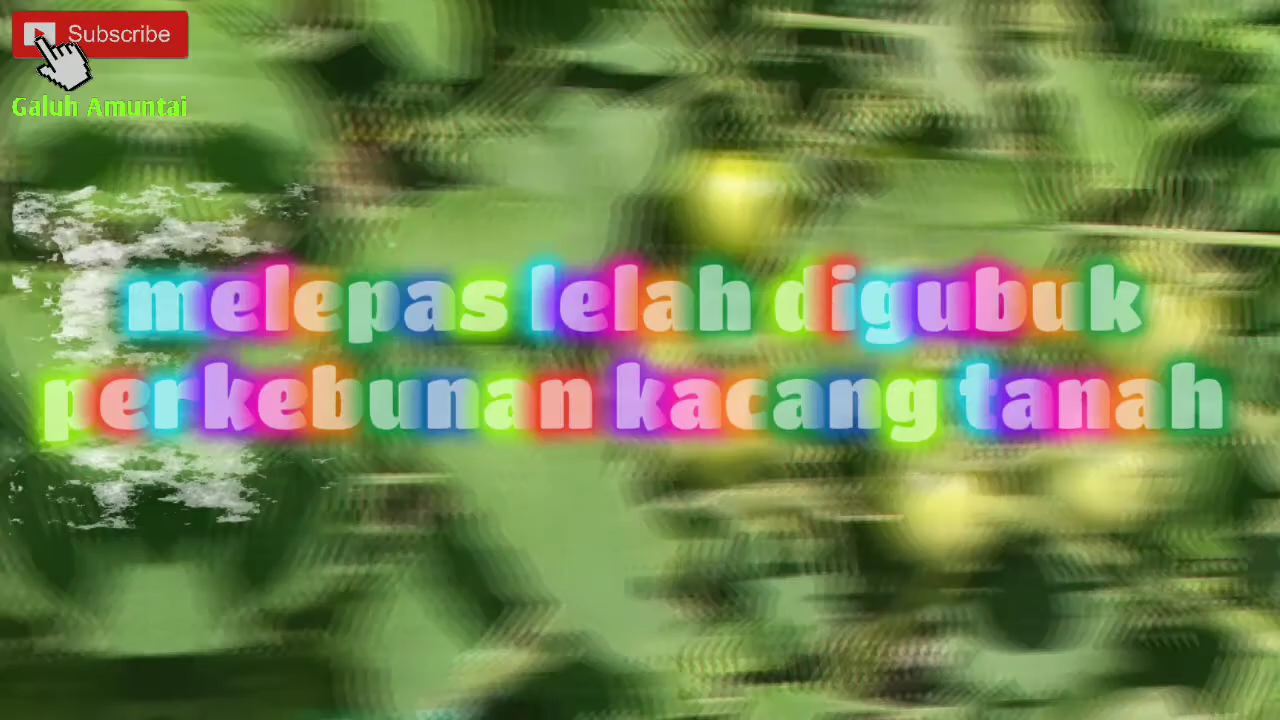 Subscribe
Galuh Amuntai
melepas lelah digubuk
perkebunan kacang tanah